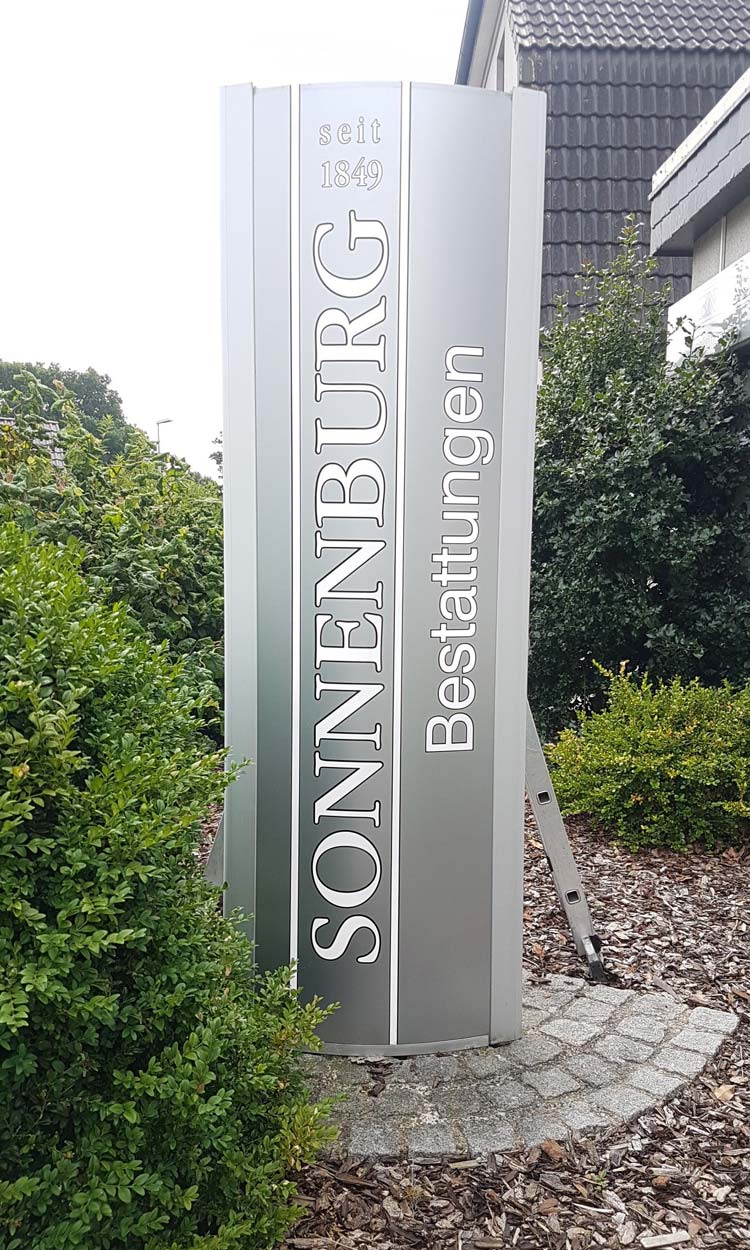 seit
1849
SONNENBURG
Bestattungen